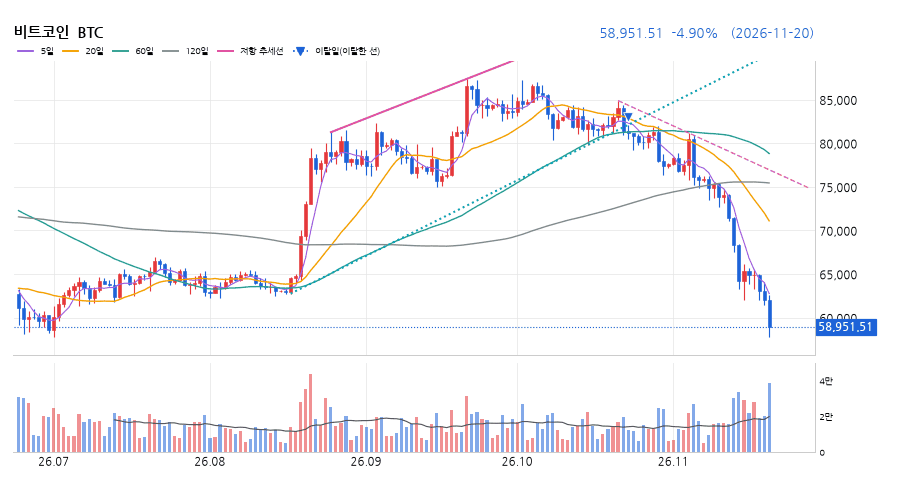 비트코인 BTC
58,951.51 -4.90% (2026-11-20)
5일 20일 60일 120일 저항 추세선 이탈일(이탈한 선)
85,000
80,000
75,000
70,000
65,000
60,000
58,951.51
4만
2만
0
26.07 26.08 26.09 26.10 26.11